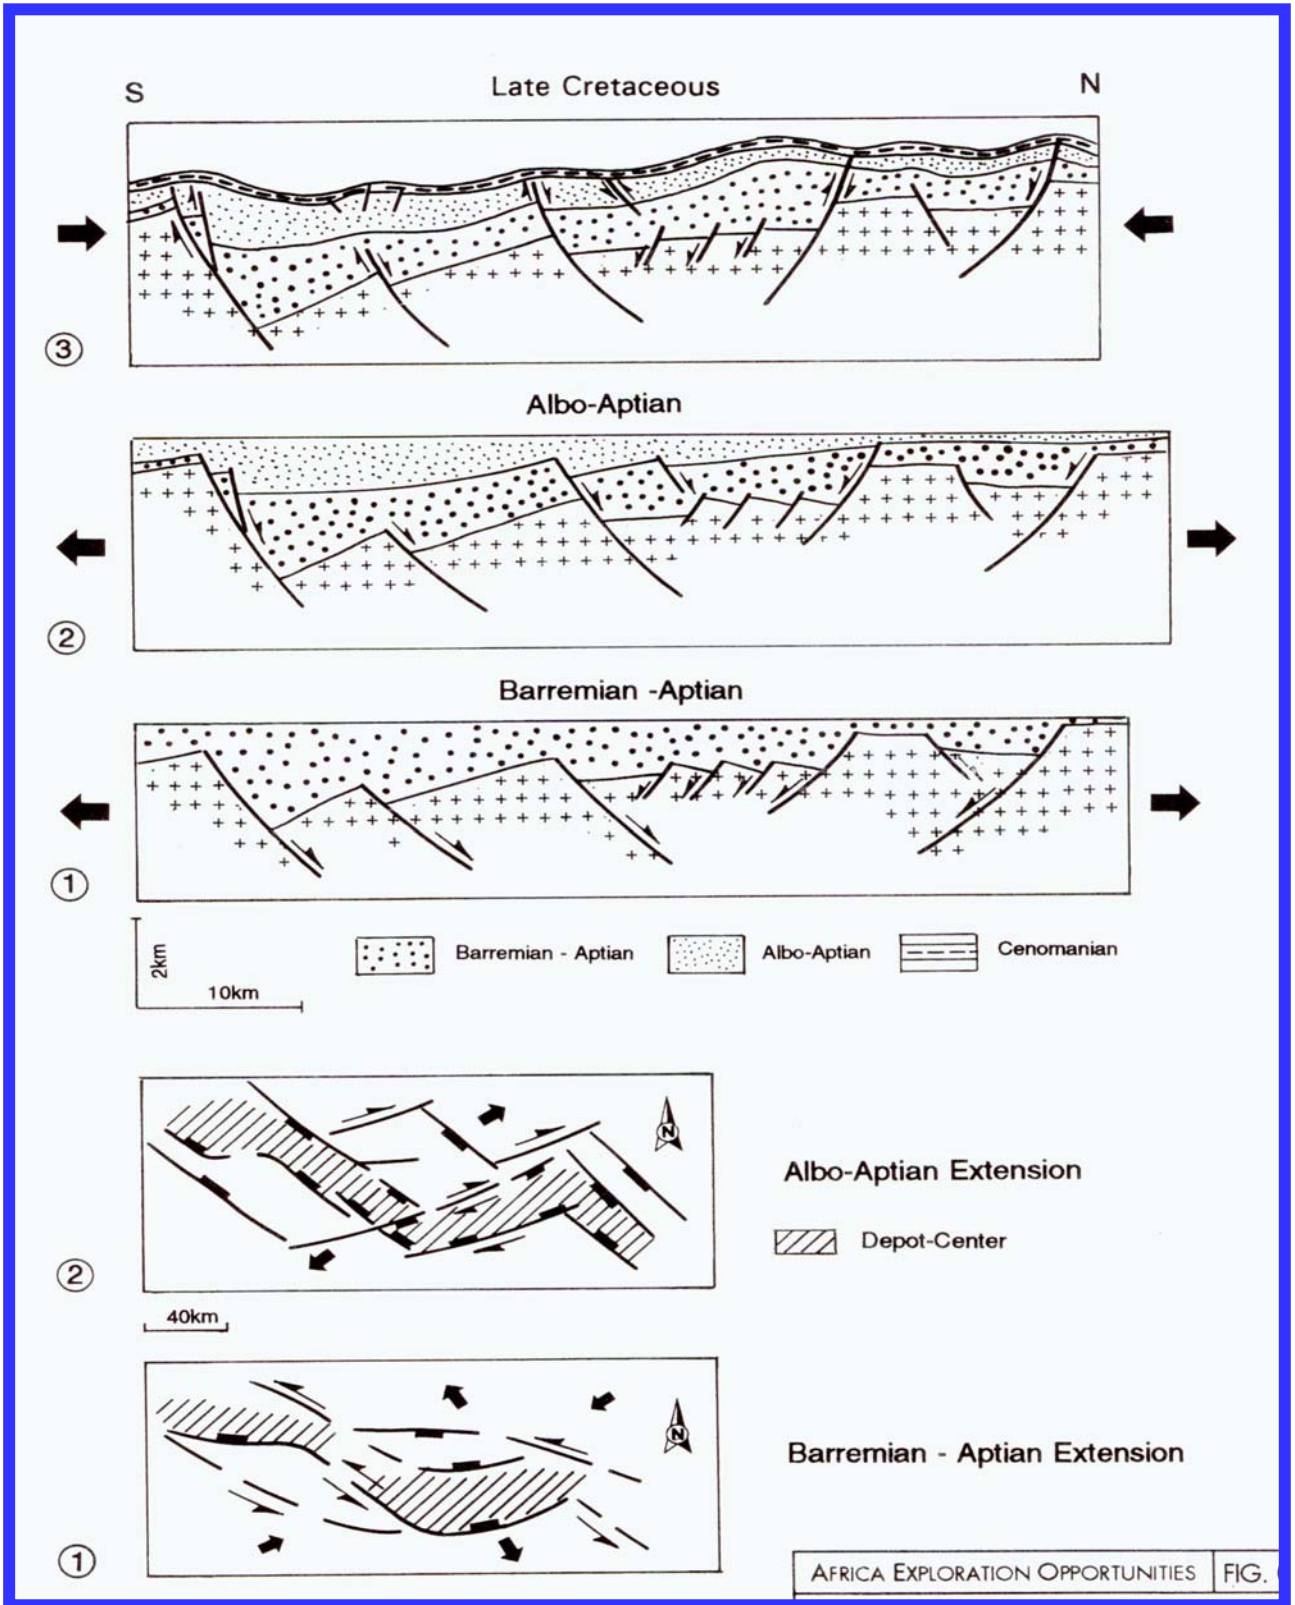 S Late Cretaceous N
3
Albo-Aptian
2
Barremian -Aptian
1
2km
10km
Barremian - Aptian
Albo-Aptian
Cenomanian
N
Albo-Aptian Extension
Depot-Center
2
40km
N
Barremian - Aptian Extension
1
AFRICA EXPLORATION OPPORTUNITIES FIG.